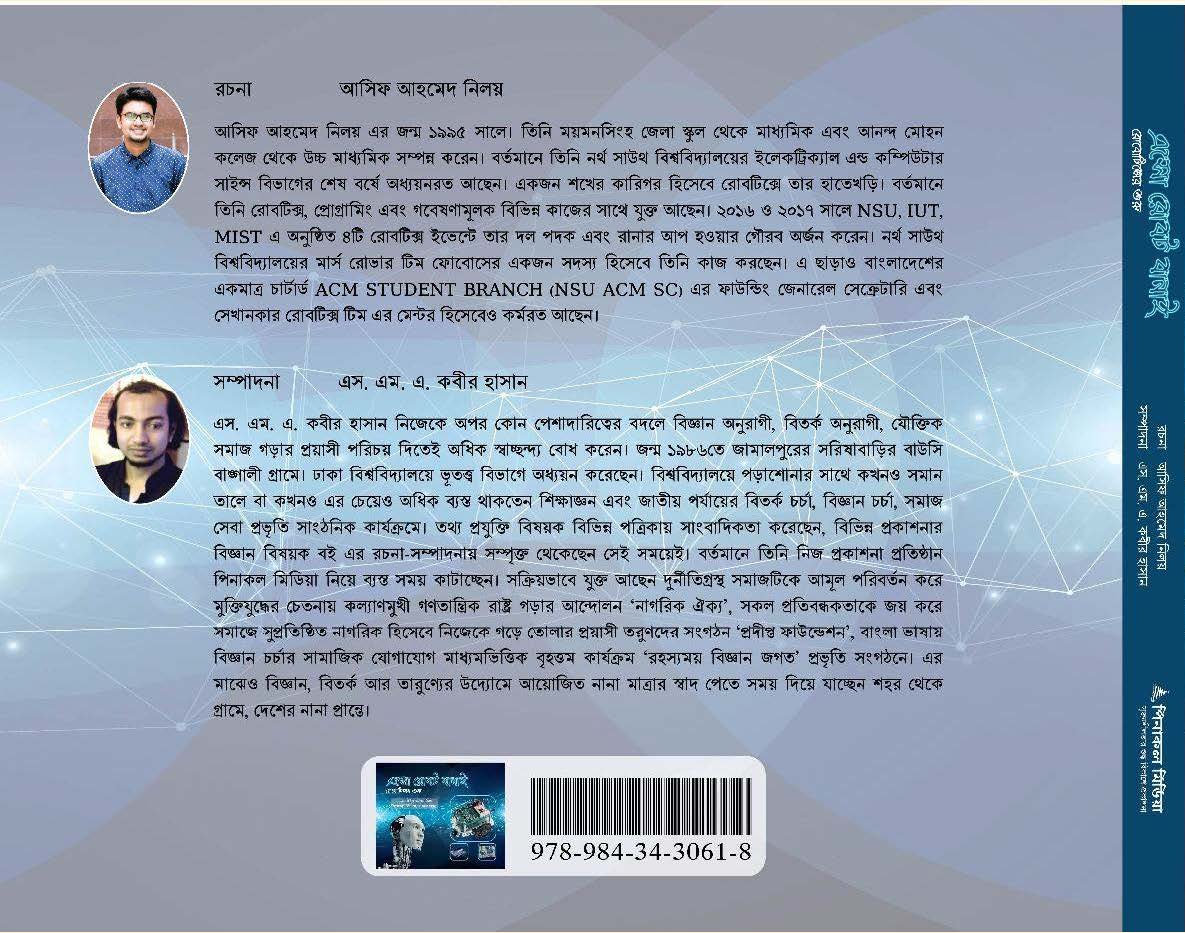 রচনা আসিফ আহমেদ নিলয়
আসিফ আহমেদ নিলয় এর জন্ম ১৯৯৫ সালে। তিনি ময়মনসিংহ জেলা স্কুল থেকে মাধ্যমিক এবং আনন্দ মোহন
কলেজ থেকে উচ্চ মাধ্যমিক সম্পন্ন করেন। বর্তমানে তিনি নর্থ সাউথ বিশ্ববিদ্যালয়ের ইলেকট্রিক্যাল এন্ড কম্পিউটার
সাইন্স বিভাগের শেষ বর্ষে অধ্যয়নরত আছেন। একজন শখের কারিগর হিসেবে রোবটিক্সে তার হাতেখড়ি। বর্তমানে
তিনি রোবটিক্স, প্রোগ্রামিং এবং গবেষণামূলক বিভিন্ন কাজের সাথে যুক্ত আছেন। ২০১৬ ও ২০১৭ সালে NSU, IUT,
MIST এ অনুষ্ঠিত ৪টি রোবটিক্স ইভেন্টে তার দল পদক এবং রানার আপ হওয়ার গৌরব অর্জন করেন। নর্থ সাউথ
বিশ্ববিদ্যালয়ের মার্স রোভার টিম ফোবোসের একজন সদস্য হিসেবে তিনি কাজ করছেন। এ ছাড়াও বাংলাদেশের
একমাত্র চার্টার্ড ACM STUDENT BRANCH (NSU ACM SC) এর ফাউন্ডিং জেনারেল সেক্রেটারি এবং
সেখানকার রোবটিক্স টিম এর মেন্টর হিসেবেও কর্মরত আছেন।
সম্পাদনা এস. এম. এ. কবীর হাসান
এস. এম. এ. কবীর হাসান নিজেকে অপর কোন পেশাদারিত্বের বদলে বিজ্ঞান অনুরাগী, বিতর্ক অনুরাগী, যৌক্তিক
সমাজ গড়ার প্রয়াসী পরিচয় দিতেই অধিক স্বাচ্ছন্দ্য বোধ করেন। জন্ম ১৯৮৬তে জামালপুরের সরিষাবাড়ির বাউসি
বাঙ্গালী গ্রামে। ঢাকা বিশ্ববিদ্যালয়ে ভূতত্ত্ব বিভাগে অধ্যয়ন করেছেন। বিশ্ববিদ্যালয়ে পড়াশোনার সাথে কখনও সমান
তালে বা কখনও এর চেয়েও অধিক ব্যস্ত থাকতেন শিক্ষাঙ্গন এবং জাতীয় পর্যায়ের বিতর্ক চর্চা, বিজ্ঞান চর্চা, সমাজ
সেবা প্রভৃতি সাংঠনিক কার্যক্রমে। তথ্য প্রযুক্তি বিষয়ক বিভিন্ন পত্রিকায় সাংবাদিকতা করেছেন, বিভিন্ন প্রকাশনার
বিজ্ঞান বিষয়ক বই এর রচনা-সম্পাদনায় সম্পৃক্ত থেকেছেন সেই সময়েই। বর্তমানে তিনি নিজ প্রকাশনা প্রতিষ্ঠান
পিনাকল মিডিয়া নিয়ে ব্যস্ত সময় কাটাচ্ছেন। সক্রিয়ভাবে যুক্ত আছেন দুর্নীতিগ্রস্থ সমাজটিকে আমূল পরিবর্তন করে
মুক্তিযুদ্ধের চেতনায় কল্যাণমুখী গণতান্ত্রিক রাষ্ট্র গড়ার আন্দোলন ‘নাগরিক ঐক্য’, সকল প্রতিবন্ধকতাকে জয় করে
সমাজে সুপ্রতিষ্ঠিত নাগরিক হিসেবে নিজেকে গড়ে তোলার প্রয়াসী তরুণদের সংগঠন ‘প্রদীপ্ত ফাউন্ডেশন’, বাংলা ভাষায়
বিজ্ঞান চর্চার সামাজিক যোগাযোগ মাধ্যমভিত্তিক বৃহত্তম কার্যক্রম ‘রহস্যময় বিজ্ঞান জগত’ প্রভৃতি সংগঠনে। এর
মাঝেও বিজ্ঞান, বিতর্ক আর তারুণ্যের উদ্যোমে আয়োজিত নানা মাত্রার স্বাদ পেতে সময় দিয়ে যাচ্ছেন শহর থেকে
গ্রামে, দেশের নানা প্রান্তে।
978-984-34-3061-8
এসো রোবট বানাই
রোবোটিক্সের শুরু
রচনা আসিফ আহমেদ নিলয়
সম্পাদনা এস. এম. এ. কবীর হাসান
পিনাকল মিডিয়া